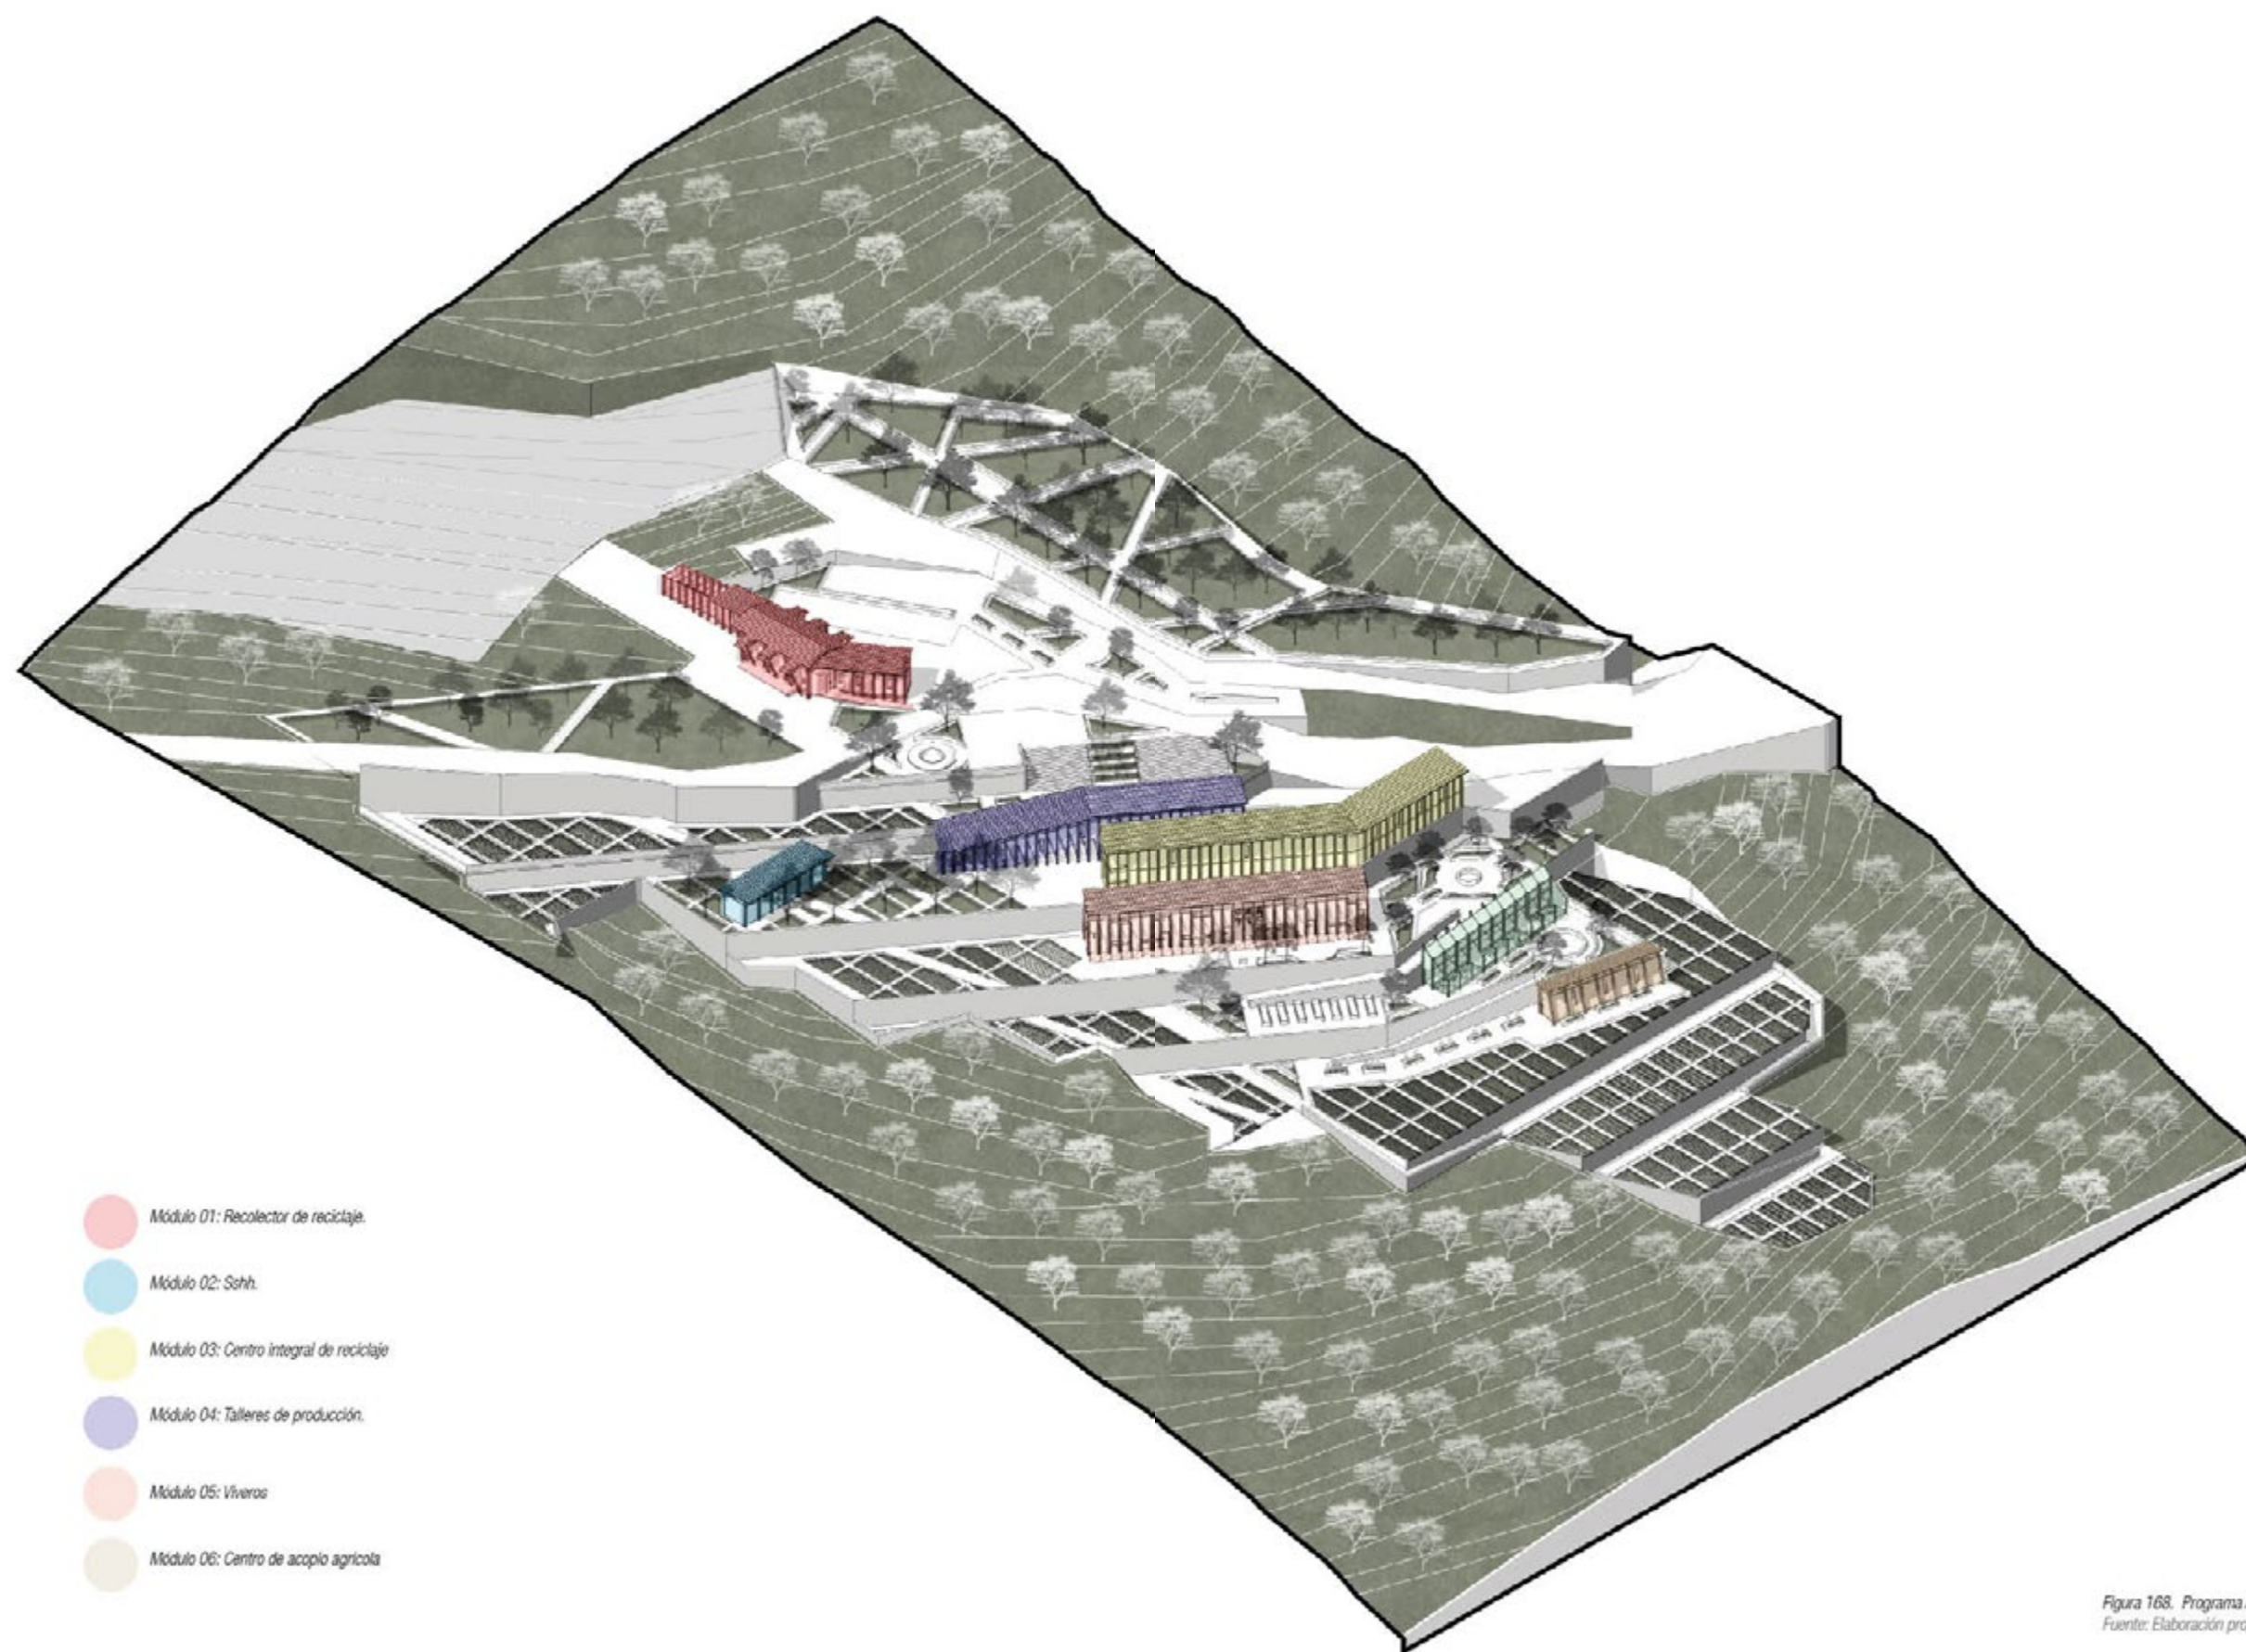 Módulo 01: Recolector de reciclaje.
Módulo 02: Sshh.
Módulo 03: Centro integral de reciclaje
Módulo 04: Talleres de producción.
Módulo 05: Viveros
Módulo 06: Centro de acopio agrícola
Figura 168. Programa
Fuente: Elaboración pro